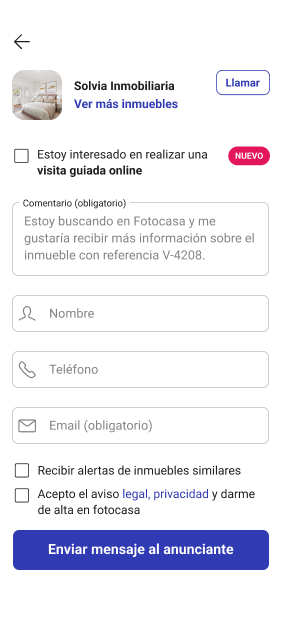 Solvia Inmobiliaria
Llamar
Ver más inmuebles
Estoy interesado en realizar una
visita guiada online
NUEVO
Comentario (obligatorio)
Estoy buscando en Fotocasa y me
gustaría recibir más información sobre el
inmueble con referencia V-4208.
Nombre
Teléfono
Email (obligatorio)
Recibir alertas de inmuebles similares
Acepto el aviso legal, privacidad y darme
de alta en fotocasa
Enviar mensaje al anunciante